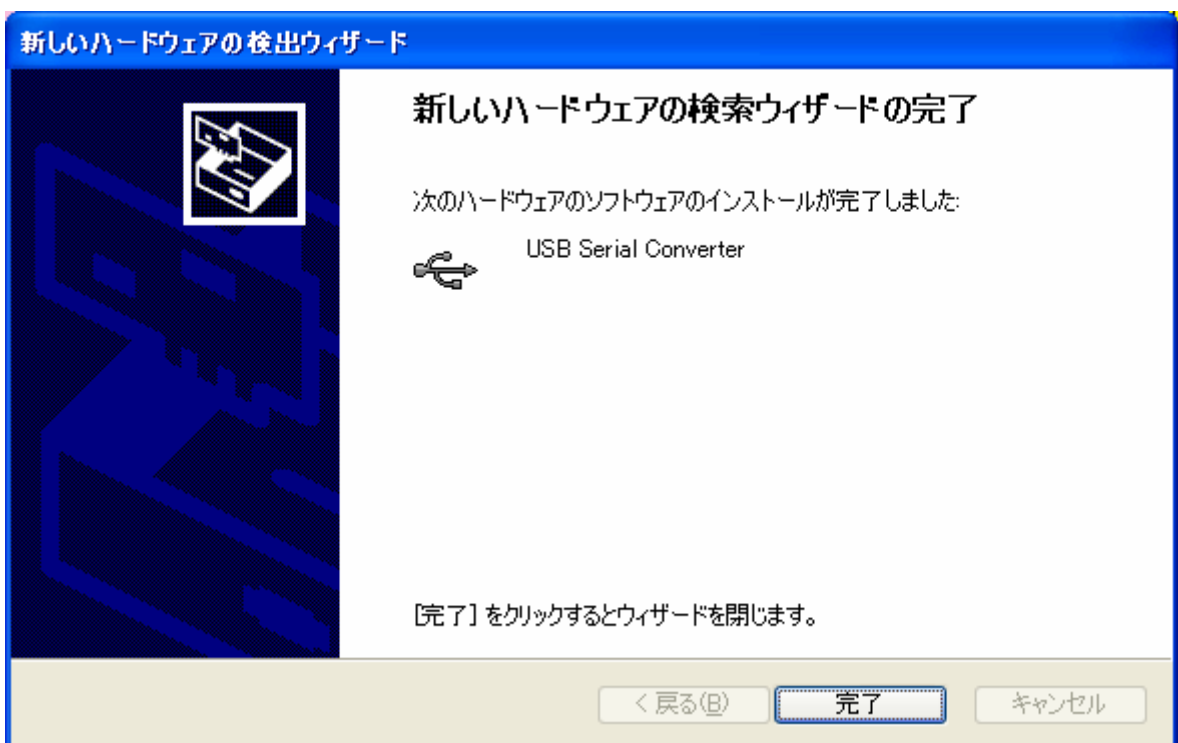 新しいハードウェアの検出ウィザード
新しいハードウェアの検索ウィザードの完了
次のハードウェアのソフトウェアのインストールが完了しました:
USB Serial Converter
[完了] をクリックするとウィザードを閉じます。
< 戻る(B)
完了
キャンセル